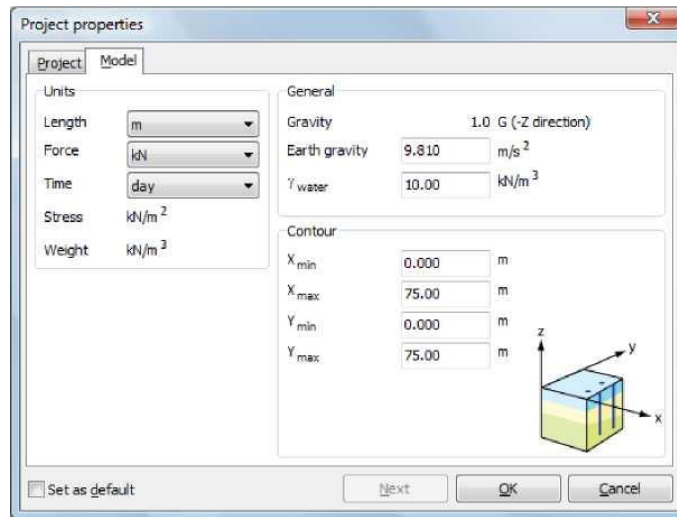 Project properties
Project Model
Units
Length m
Force kN
Time day
Stress kN/m 2
Weight kN/m 3
General
Gravity 1.0 G (-Z direction)
Earth gravity 9.810 m/s 2
γ water 10.00 kN/m 3
Contour
X min 0.000 m
X max 75.00 m
Y min 0.000 m
Y max 75.00 m
z
y
x
Set as default Next OK Cancel